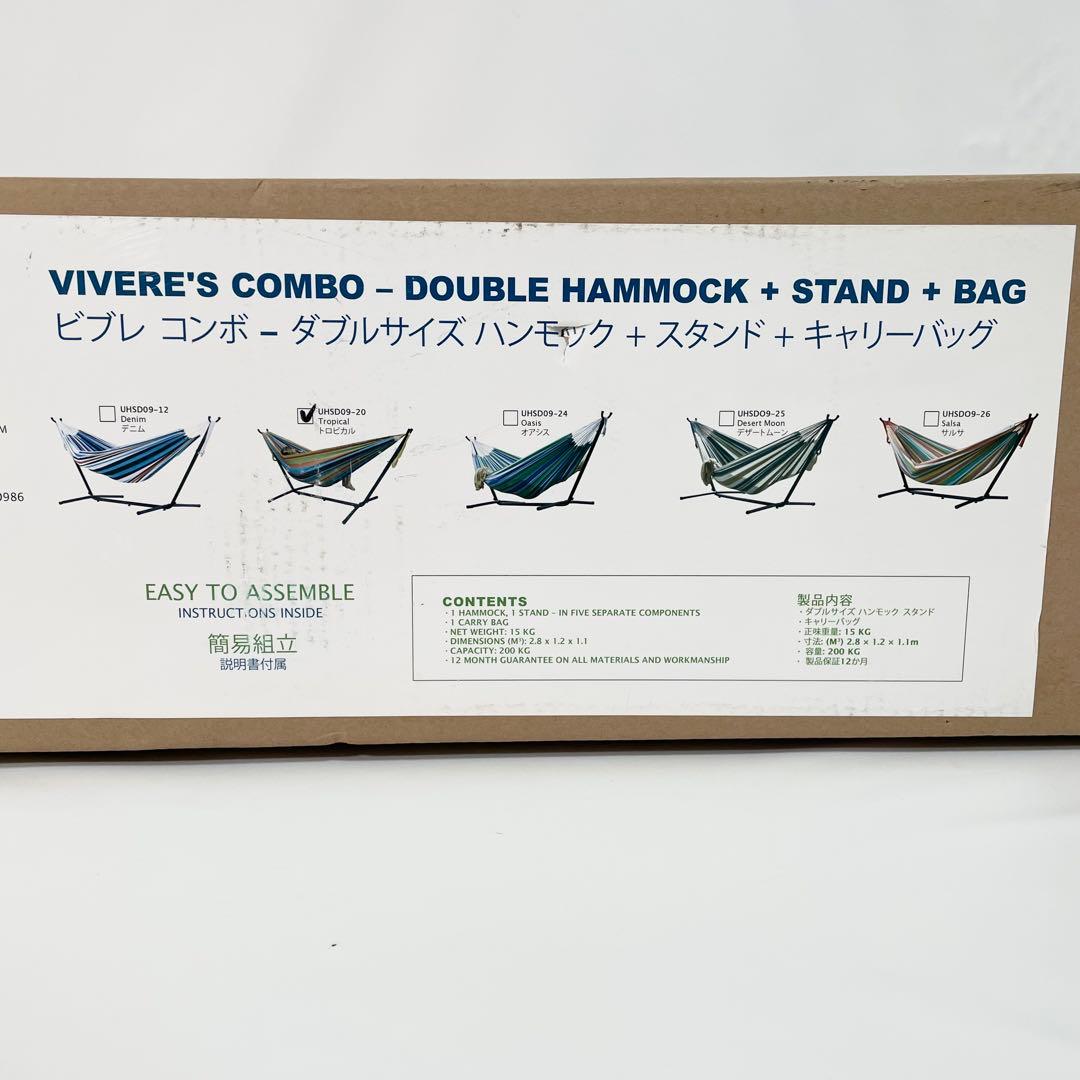 VIVERE'S COMBO – DOUBLE HAMMOCK + STAND + BAG
ビブレ コンボ – ダブルサイズ ハンモック + スタンド + キャリーバッグ
UHSD09-12
Denim
デニム
UHSD09-20
Tropical
トロピカル
UHSD09-24
Oasis
オアシス
UHSDO9-25
Desert Moon
デザートムーン
UHSDO9-26
Salsa
サルサ
M
0986
EASY TO ASSEMBLE
INSTRUCTIONS INSIDE
簡易組立
説明書付属
CONTENTS
· 1 HAMMOCK, 1 STAND – IN FIVE SEPARATE COMPONENTS
· 1 CARRY BAG
· NET WEIGHT: 15 KG
· DIMENSIONS (M³): 2.8 x 1.2 x 1.1
· CAPACITY: 200 KG
· 12 MONTH GUARANTEE ON ALL MATERIALS AND WORKMANSHIP
製品内容
· ダブルサイズ ハンモック スタンド
· キャリーバッグ
· 正味重量: 15 KG
· 寸法: (M³) 2.8 × 1.2 × 1.1m
· 容量: 200 KG
· 製品保証12か月